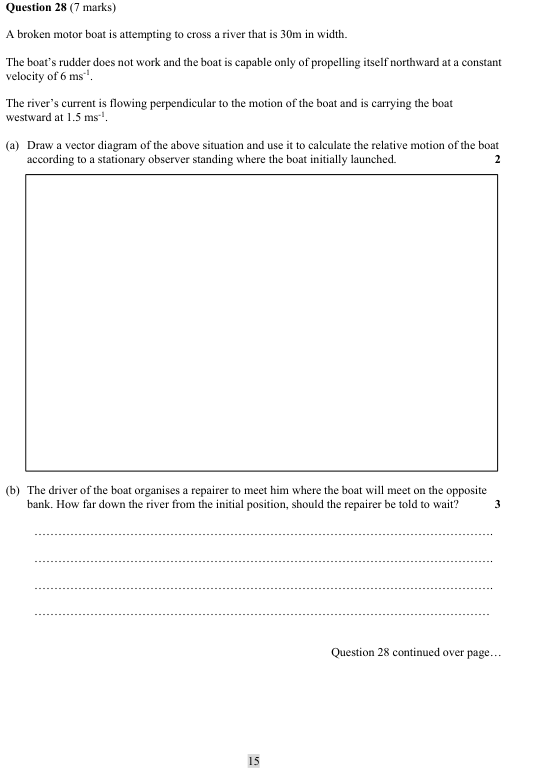 Question 28 (7 marks)
A broken motor boat is attempting to cross a river that is 30m in width.
The boat's rudder does not work and the boat is capable only of propelling itself northward at a constant
velocity of 6 ms⁻¹.
The river's current is flowing perpendicular to the motion of the boat and is carrying the boat
westward at 1.5 ms⁻¹.
(a) Draw a vector diagram of the above situation and use it to calculate the relative motion of the boat
according to a stationary observer standing where the boat initially launched. 2
(b) The driver of the boat organises a repairer to meet him where the boat will meet on the opposite
bank. How far down the river from the initial position, should the repairer be told to wait? 3
Question 28 continued over page…
15